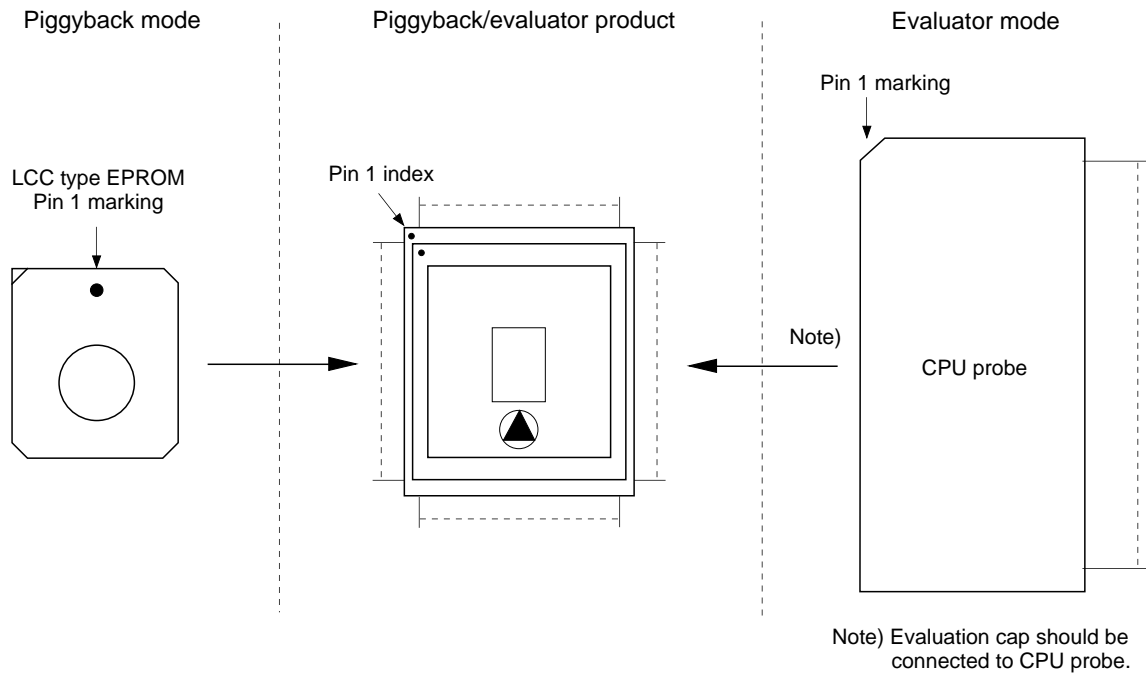 Piggyback mode
Piggyback/evaluator product
Evaluator mode
Pin 1 marking
LCC type EPROM
Pin 1 marking
Pin 1 index
Note)
CPU probe
Note) Evaluation cap should be
connected to CPU probe.